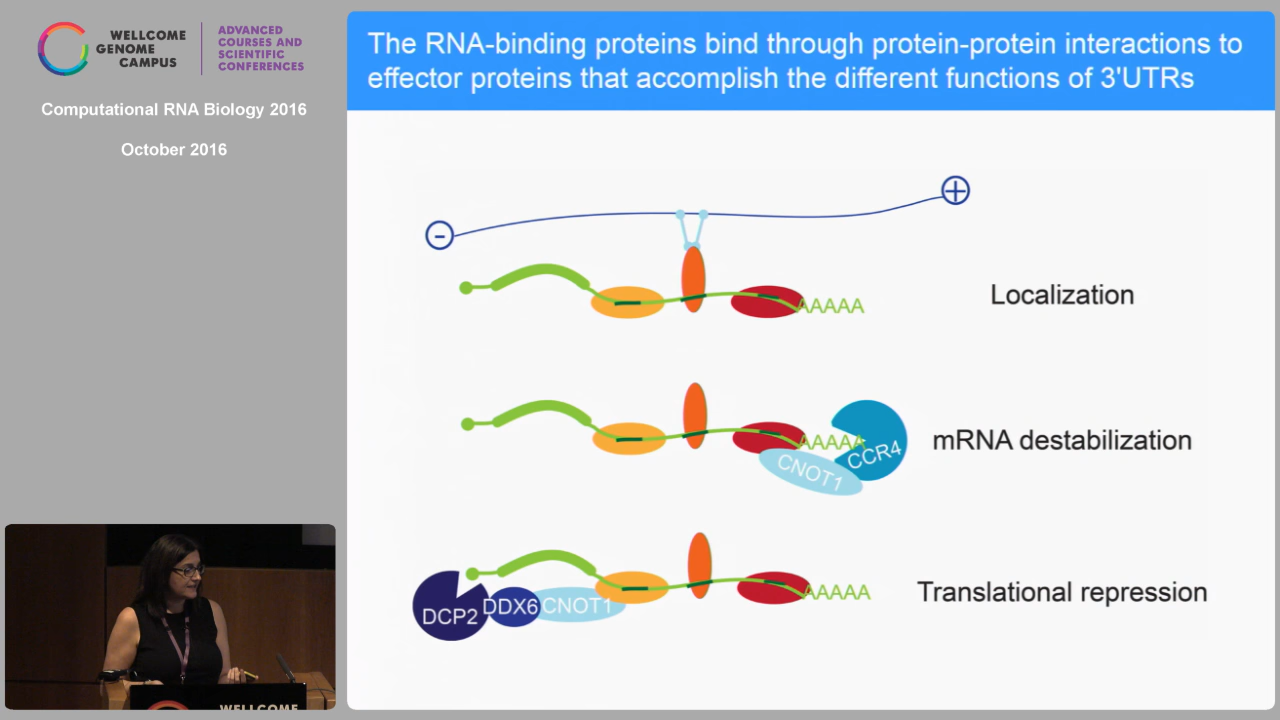 WELLCOME
GENOME
CAMPUS
ADVANCED
COURSES AND
SCIENTIFIC
CONFERENCES
Computational RNA Biology 2016
October 2016
The RNA-binding proteins bind through protein-protein interactions to
effector proteins that accomplish the different functions of 3'UTRs
- +
AAAAA
Localization
AAAAA
CNOT1 CCR4
mRNA destabilization
DCP2 DDX6 CNOT1
AAAAA
Translational repression
WELLCOME